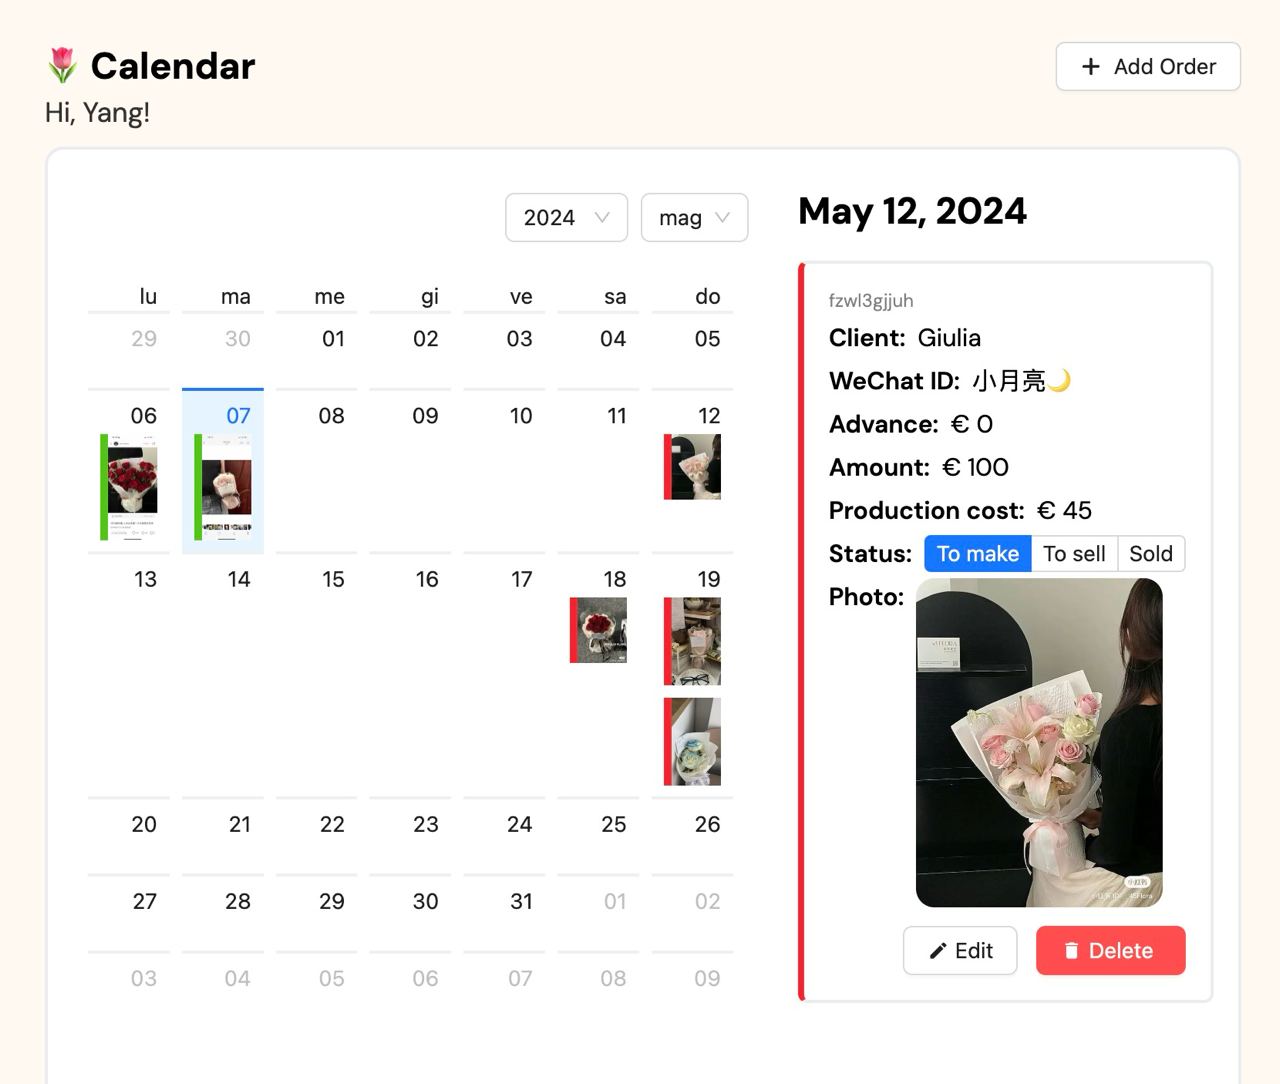 🌷 Calendar
+ Add Order
Hi, Yang!
2024
mag
lu ma me gi ve sa do
29 30 01 02 03 04 05
06 07 08 09 10 11 12
13 14 15 16 17 18 19
20 21 22 23 24 25 26
27 28 29 30 31 01 02
03 04 05 06 07 08 09
May 12, 2024
fzwl3gjjuh
Client: Giulia
WeChat ID: 小月亮🌙
Advance: € 0
Amount: € 100
Production cost: € 45
Status: To make To sell Sold
Photo:
小红书
Edit
Delete